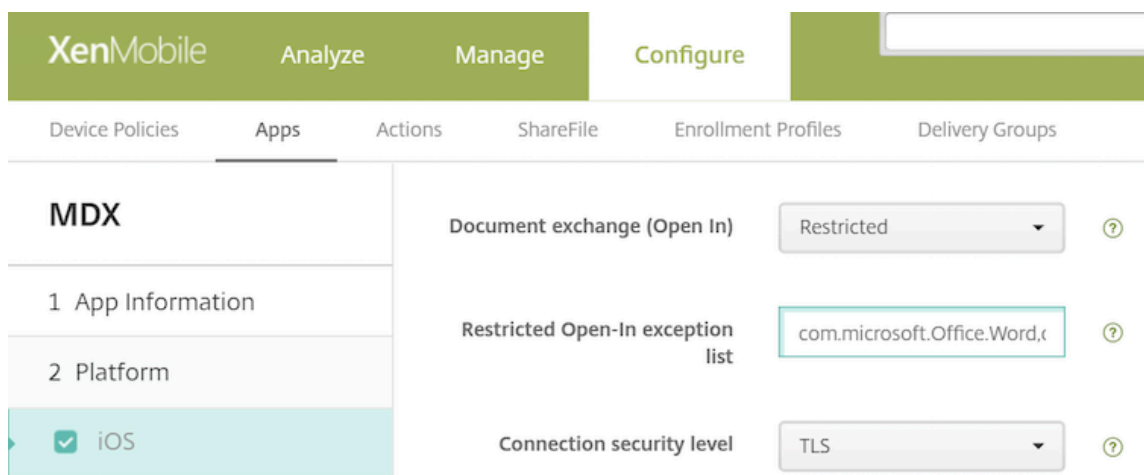 XenMobile Analyze Manage Configure
Device Policies Apps Actions ShareFile Enrollment Profiles Delivery Groups
MDX
1 App Information
2 Platform
iOS
Document exchange (Open In) Restricted ?
Restricted Open-In exception
list
com.microsoft.Office.Word, ?
Connection security level TLS ?